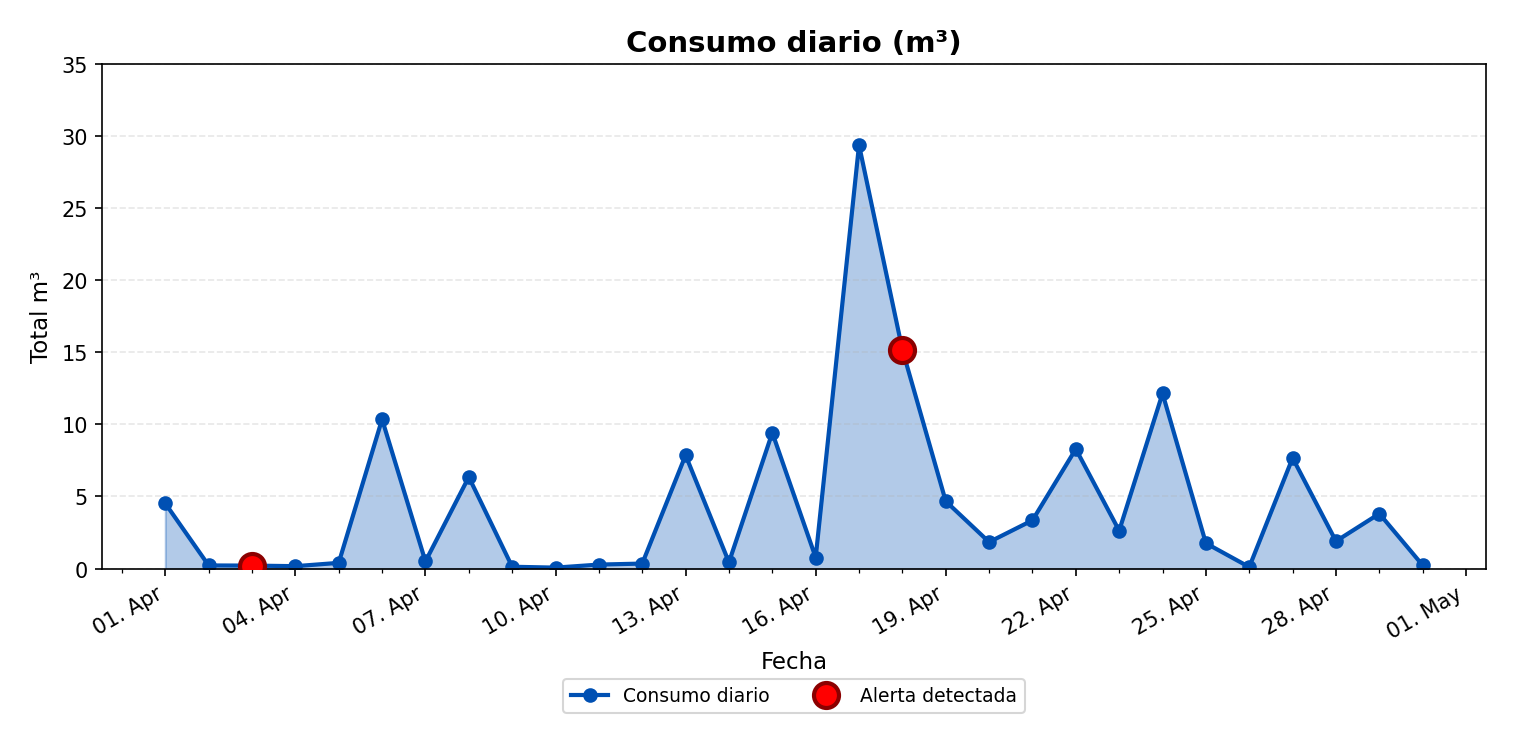 Consumo diario (m³)
35
30
25
20
15
10
5
0
Total m³
01. Apr
04. Apr
07. Apr
10. Apr
13. Apr
16. Apr
19. Apr
22. Apr
25. Apr
28. Apr
01. May
Fecha
Consumo diario
Alerta detectada